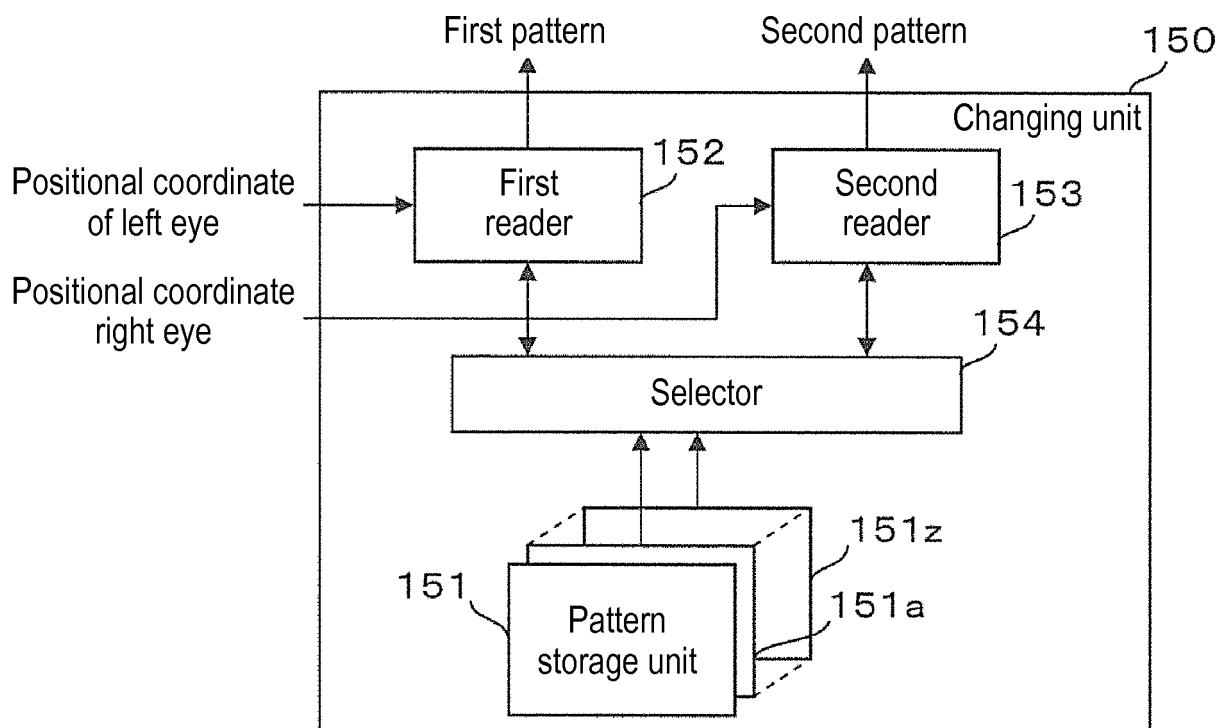 First pattern
Second pattern
150
Changing unit
152
First
reader
Second
reader
153
Positional coordinate
of left eye
Positional coordinate
right eye
154
Selector
151z
151
151a
Pattern
storage unit